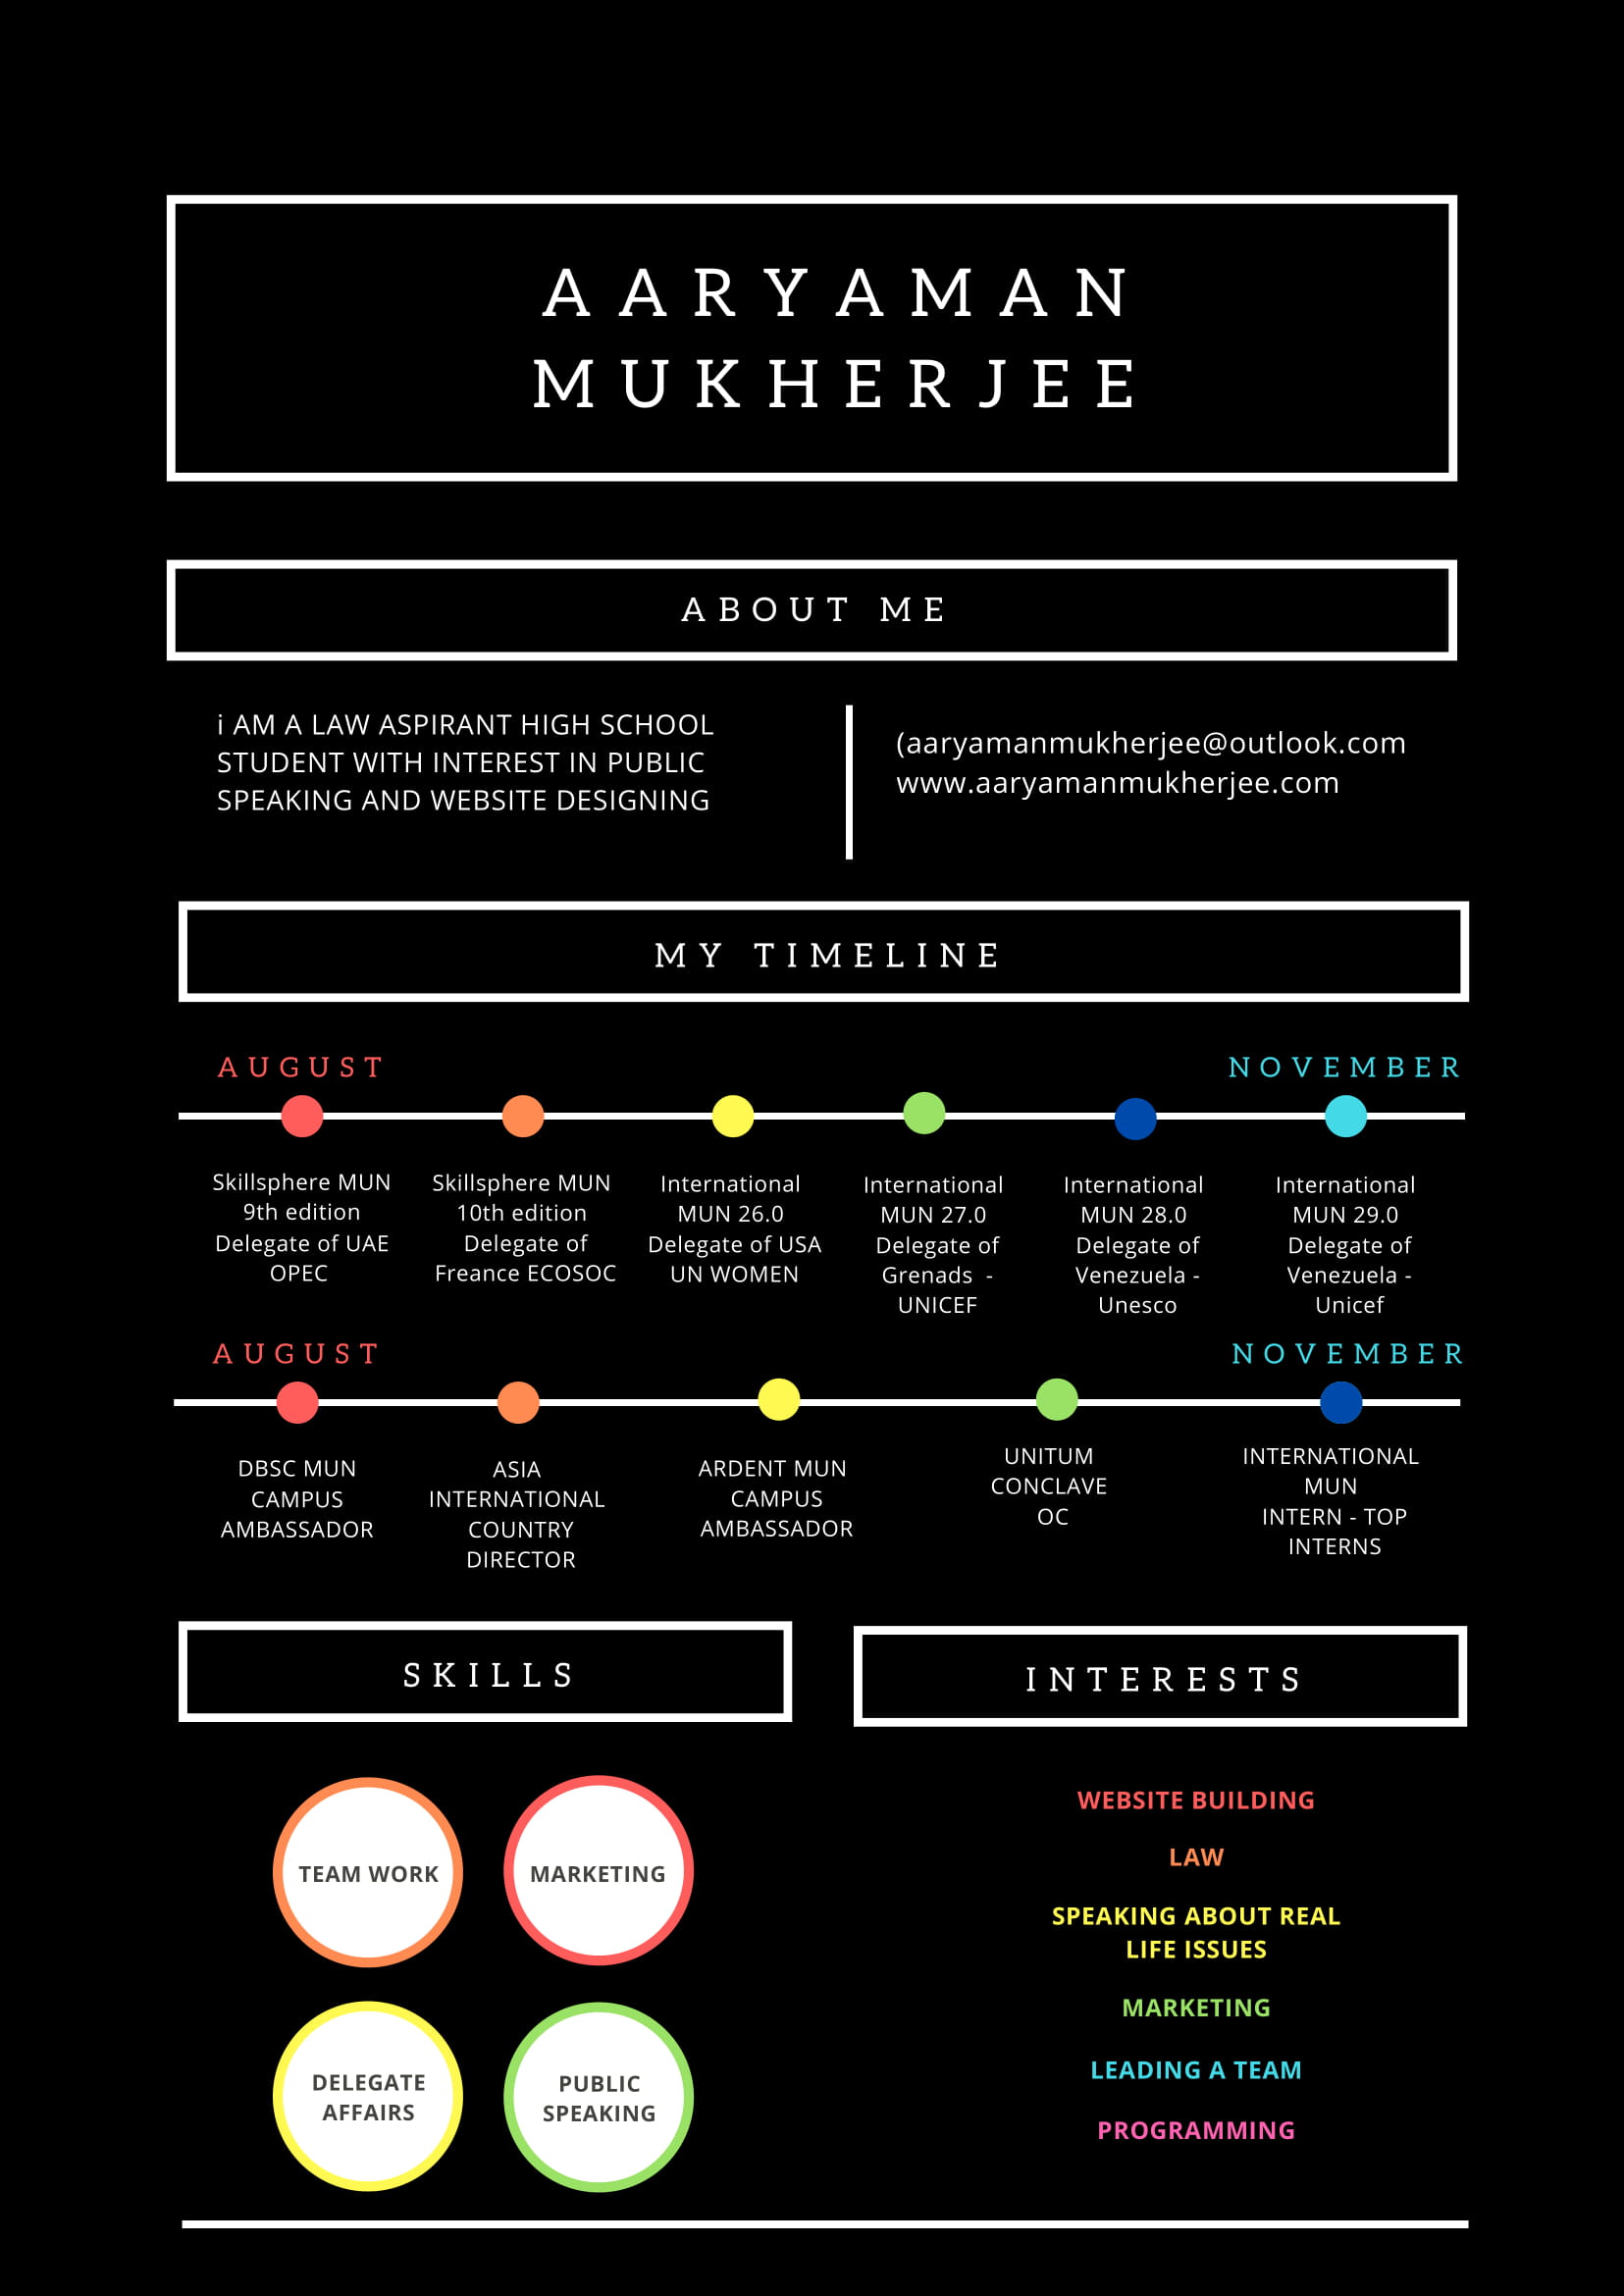 AARYAMAN
MUKHERJEE
ABOUT ME
i AM A LAW ASPIRANT HIGH SCHOOL
STUDENT WITH INTEREST IN PUBLIC
SPEAKING AND WEBSITE DESIGNING
(aaryamanmukherjee@outlook.com
www.aaryamanmukherjee.com
MY TIMELINE
AUGUST
NOVEMBER
Skillsphere MUN
9th edition
Delegate of UAE
OPEC
Skillsphere MUN
10th edition
Delegate of
Freance ECOSOC
International
MUN 26.0
Delegate of USA
UN WOMEN
International
MUN 27.0
Delegate of
Grenads -
UNICEF
International
MUN 28.0
Delegate of
Venezuela -
Unesco
International
MUN 29.0
Delegate of
Venezuela -
Unicef
AUGUST
NOVEMBER
DBSC MUN
CAMPUS
AMBASSADOR
ASIA
INTERNATIONAL
COUNTRY
DIRECTOR
ARDENT MUN
CAMPUS
AMBASSADOR
UNITUM
CONCLAVE
OC
INTERNATIONAL
MUN
INTERN - TOP
INTERNS
SKILLS
TEAM WORK
MARKETING
DELEGATE
AFFAIRS
PUBLIC
SPEAKING
INTERESTS
WEBSITE BUILDING
LAW
SPEAKING ABOUT REAL
LIFE ISSUES
MARKETING
LEADING A TEAM
PROGRAMMING